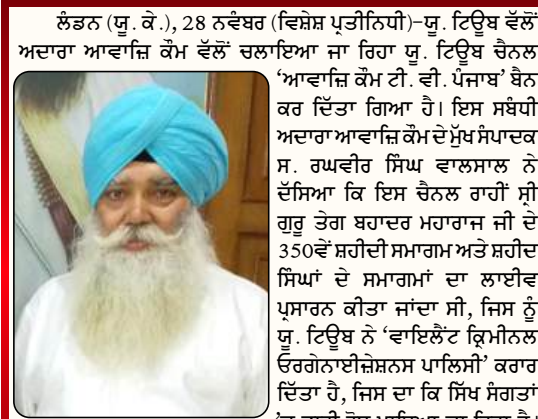 ਲੰਡਨ (ਯੂ. ਕੇ.), 28 ਨਵੰਬਰ (ਵਿਸ਼ੇਸ਼ ਪ੍ਰਤੀਨਿਧੀ)-ਯੂ. ਟਿਊਬ ਵੱਲੋਂ
ਅਦਾਰਾ ਆਵਾਜ਼ਿ ਕੌਮ ਵੱਲੋਂ ਚਲਾਇਆ ਜਾ ਰਿਹਾ ਯੂ. ਟਿਊਬ ਚੈਨਲ
'ਆਵਾਜ਼ਿ ਕੌਮ ਟੀ. ਵੀ. ਪੰਜਾਬ' ਬੈਨ
ਕਰ ਦਿੱਤਾ ਗਿਆ ਹੈ। ਇਸ ਸਬੰਧੀ
ਅਦਾਰਾ ਆਵਾਜ਼ਿ ਕੌਮ ਦੇ ਮੁੱਖ ਸੰਪਾਦਕ
ਸ. ਰਘਵੀਰ ਸਿੰਘ ਵਾਲਸਾਲ ਨੇ
ਦੱਸਿਆ ਕਿ ਇਸ ਚੈਨਲ ਰਾਹੀਂ ਸ੍ਰੀ
ਗੁਰੂ ਤੇਗ ਬਹਾਦਰ ਮਹਾਰਾਜ ਜੀ ਦੇ
350ਵੇਂ ਸ਼ਹੀਦੀ ਸਮਾਗਮ ਅਤੇ ਸ਼ਹੀਦ
ਸਿੰਘਾਂ ਦੇ ਸਮਾਗਮਾਂ ਦਾ ਲਾਈਵ
ਪ੍ਰਸਾਰਨ ਕੀਤਾ ਜਾਂਦਾ ਸੀ, ਜਿਸ ਨੂੰ
ਯੂ. ਟਿਊਬ ਨੇ 'ਵਾਇਲੈਂਟ ਕ੍ਰਿਮੀਨਲ
ਓਰਗੇਨਾਈਜ਼ੇਸ਼ਨਸ ਪਾਲਿਸੀ' ਕਰਾਰ
ਦਿੱਤਾ ਹੈ, ਜਿਸ ਦਾ ਕਿ ਸਿੱਖ ਸੰਗਤਾਂ